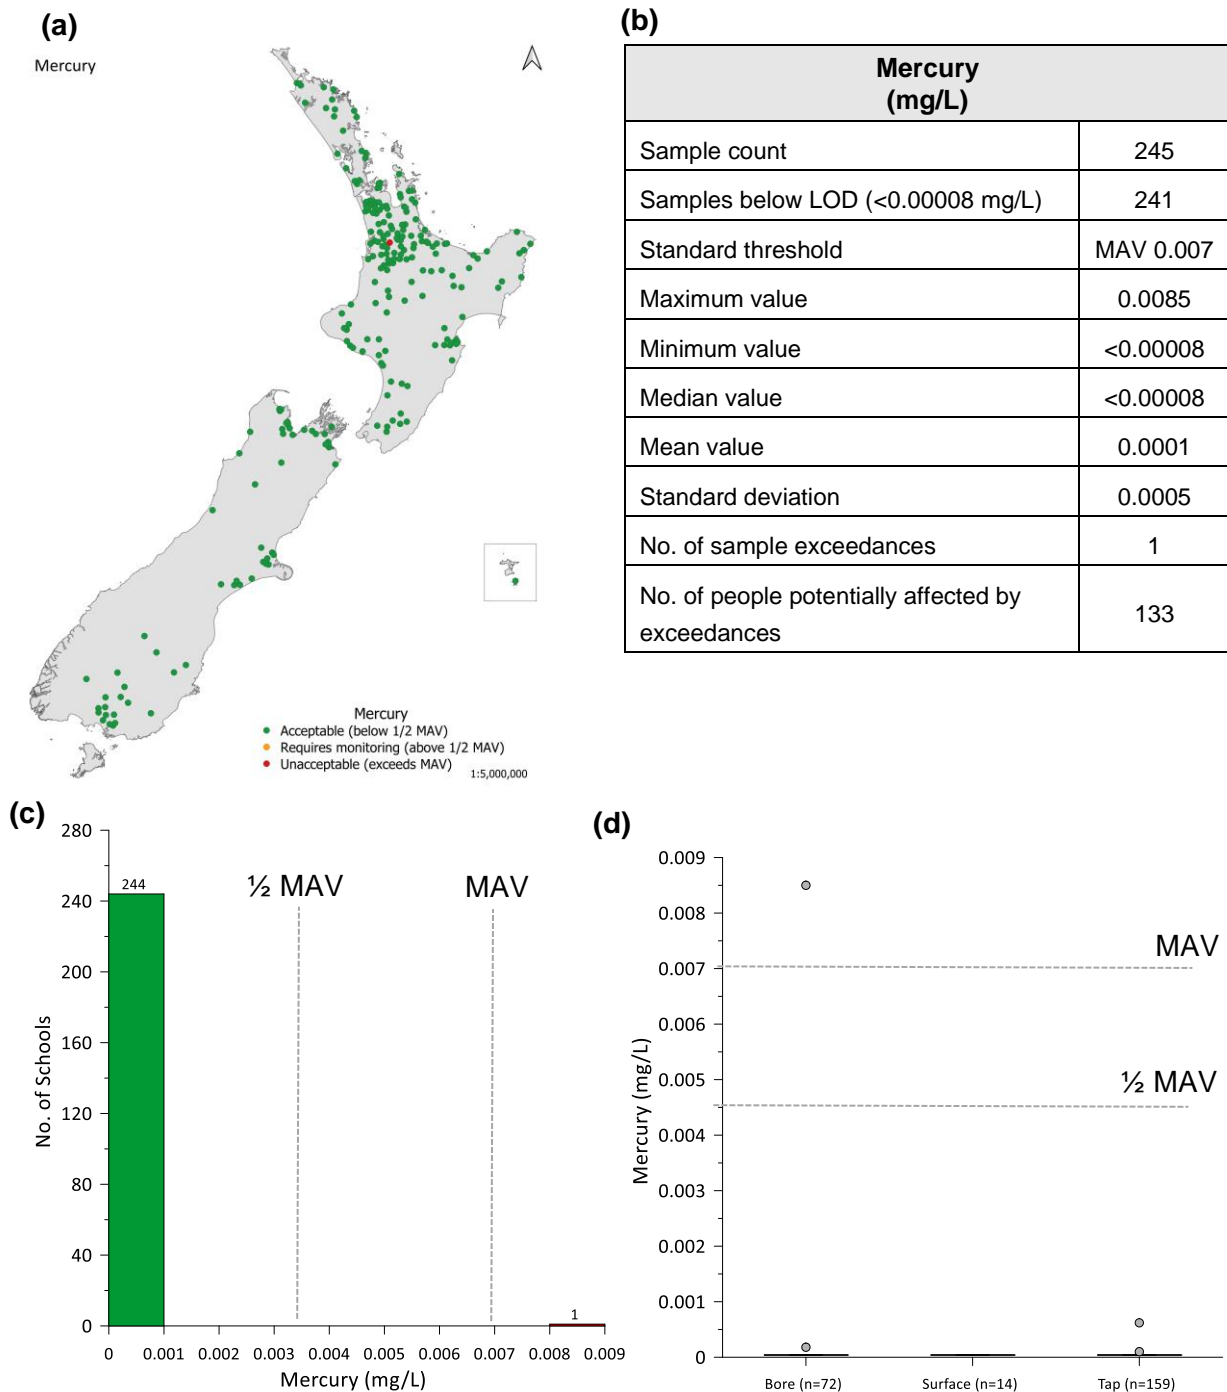 (a)
Mercury
Mercury
Acceptable (below 1/2 MAV)
Requires monitoring (above 1/2 MAV)
Unacceptable (exceeds MAV)
1:5,000,000
(b)
Mercury
(mg/L)
Sample count 245
Samples below LOD (<0.00008 mg/L) 241
Standard threshold MAV 0.007
Maximum value 0.0085
Minimum value <0.00008
Median value <0.00008
Mean value 0.0001
Standard deviation 0.0005
No. of sample exceedances 1
No. of people potentially affected by
exceedances 133
(c)
280
240
200
160
120
80
40
0
No. of Schools
244
½ MAV
MAV
1
0 0.001 0.002 0.003 0.004 0.005 0.006 0.007 0.008 0.009
Mercury (mg/L)
(d)
0.009
0.008
0.007
0.006
0.005
0.004
0.003
0.002
0.001
0
Mercury (mg/L)
MAV
½ MAV
Bore (n=72) Surface (n=14) Tap (n=159)